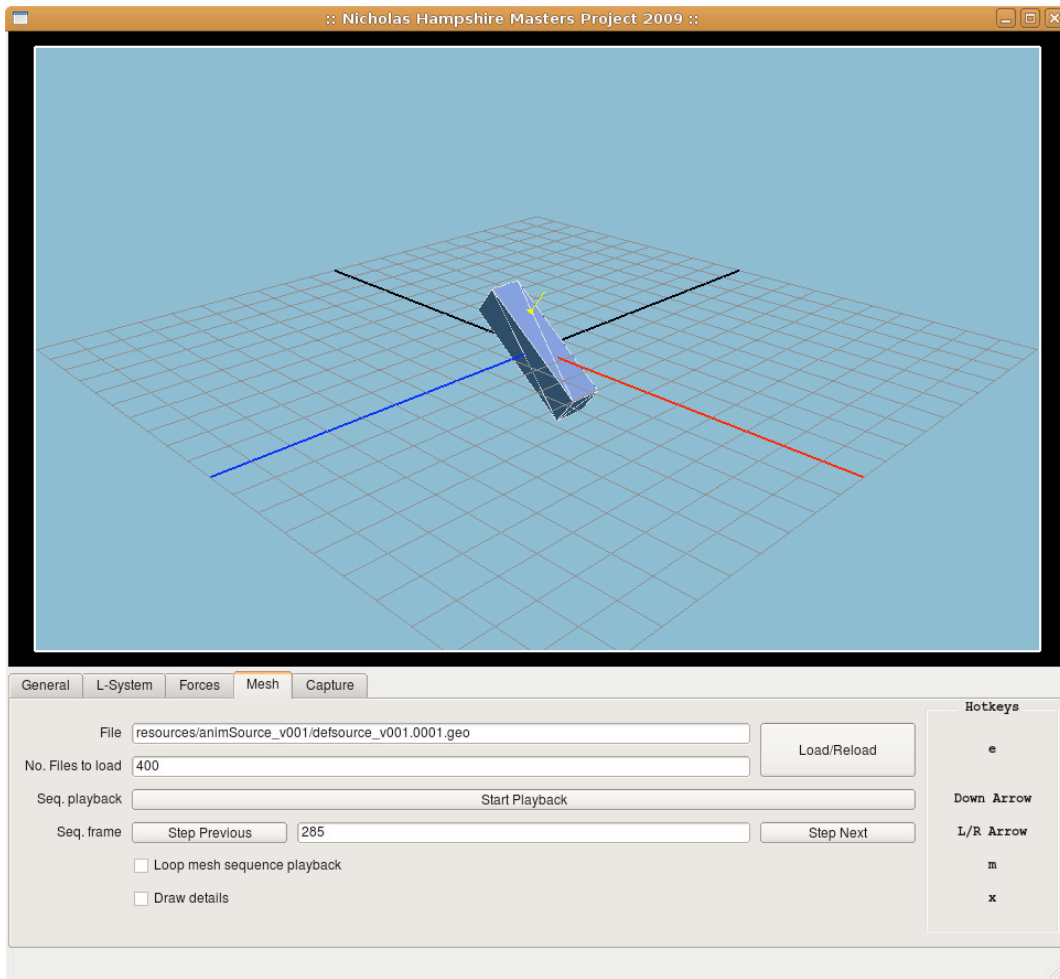 :: Nicholas Hampshire Masters Project 2009 ::
General L-System Forces Mesh Capture
Hotkeys
File resources/animSource_v001/defsource_v001.0001.geo Load/Reload e
No. Files to load 400
Seq. playback Start Playback Down Arrow
Seq. frame Step Previous 285 Step Next L/R Arrow
Loop mesh sequence playback m
Draw details x